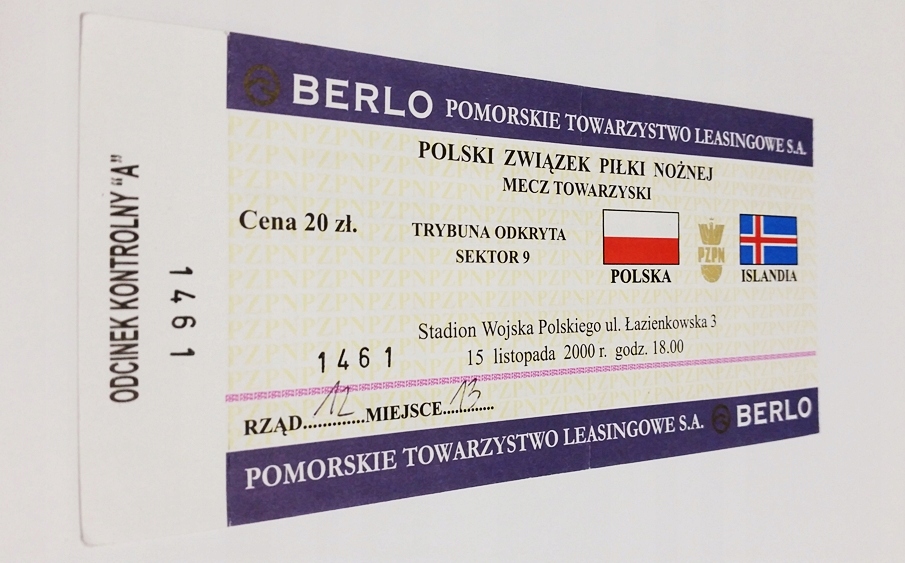 ODCINEK KONTROLNY "A"
1461
BERLO POMORSKIE TOWARZYSTWO LEASINGOWE S.A.
POLSKI ZWIĄZEK PIŁKI NOŻNEJ
MECZ TOWARZYSKI
Cena 20 zł.
TRYBUNA ODKRYTA
SEKTOR 9
PZPN
POLSKA
ISLANDIA
Stadion Wojska Polskiego ul. Łazienkowska 3
15 listopada 2000 r. godz. 18.00
1461
RZĄD.............12 MIEJSCE............13
POMORSKIE TOWARZYSTWO LEASINGOWE S.A. BERLO